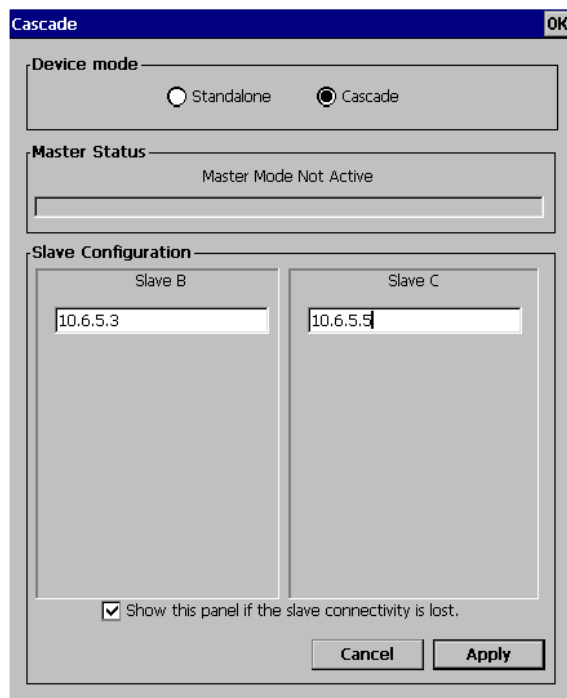 Cascade OK
Device mode
Standalone Cascade
Master Status
Master Mode Not Active
Slave Configuration
Slave B Slave C
10.6.5.3 10.6.5.5
Show this panel if the slave connectivity is lost.
Cancel Apply